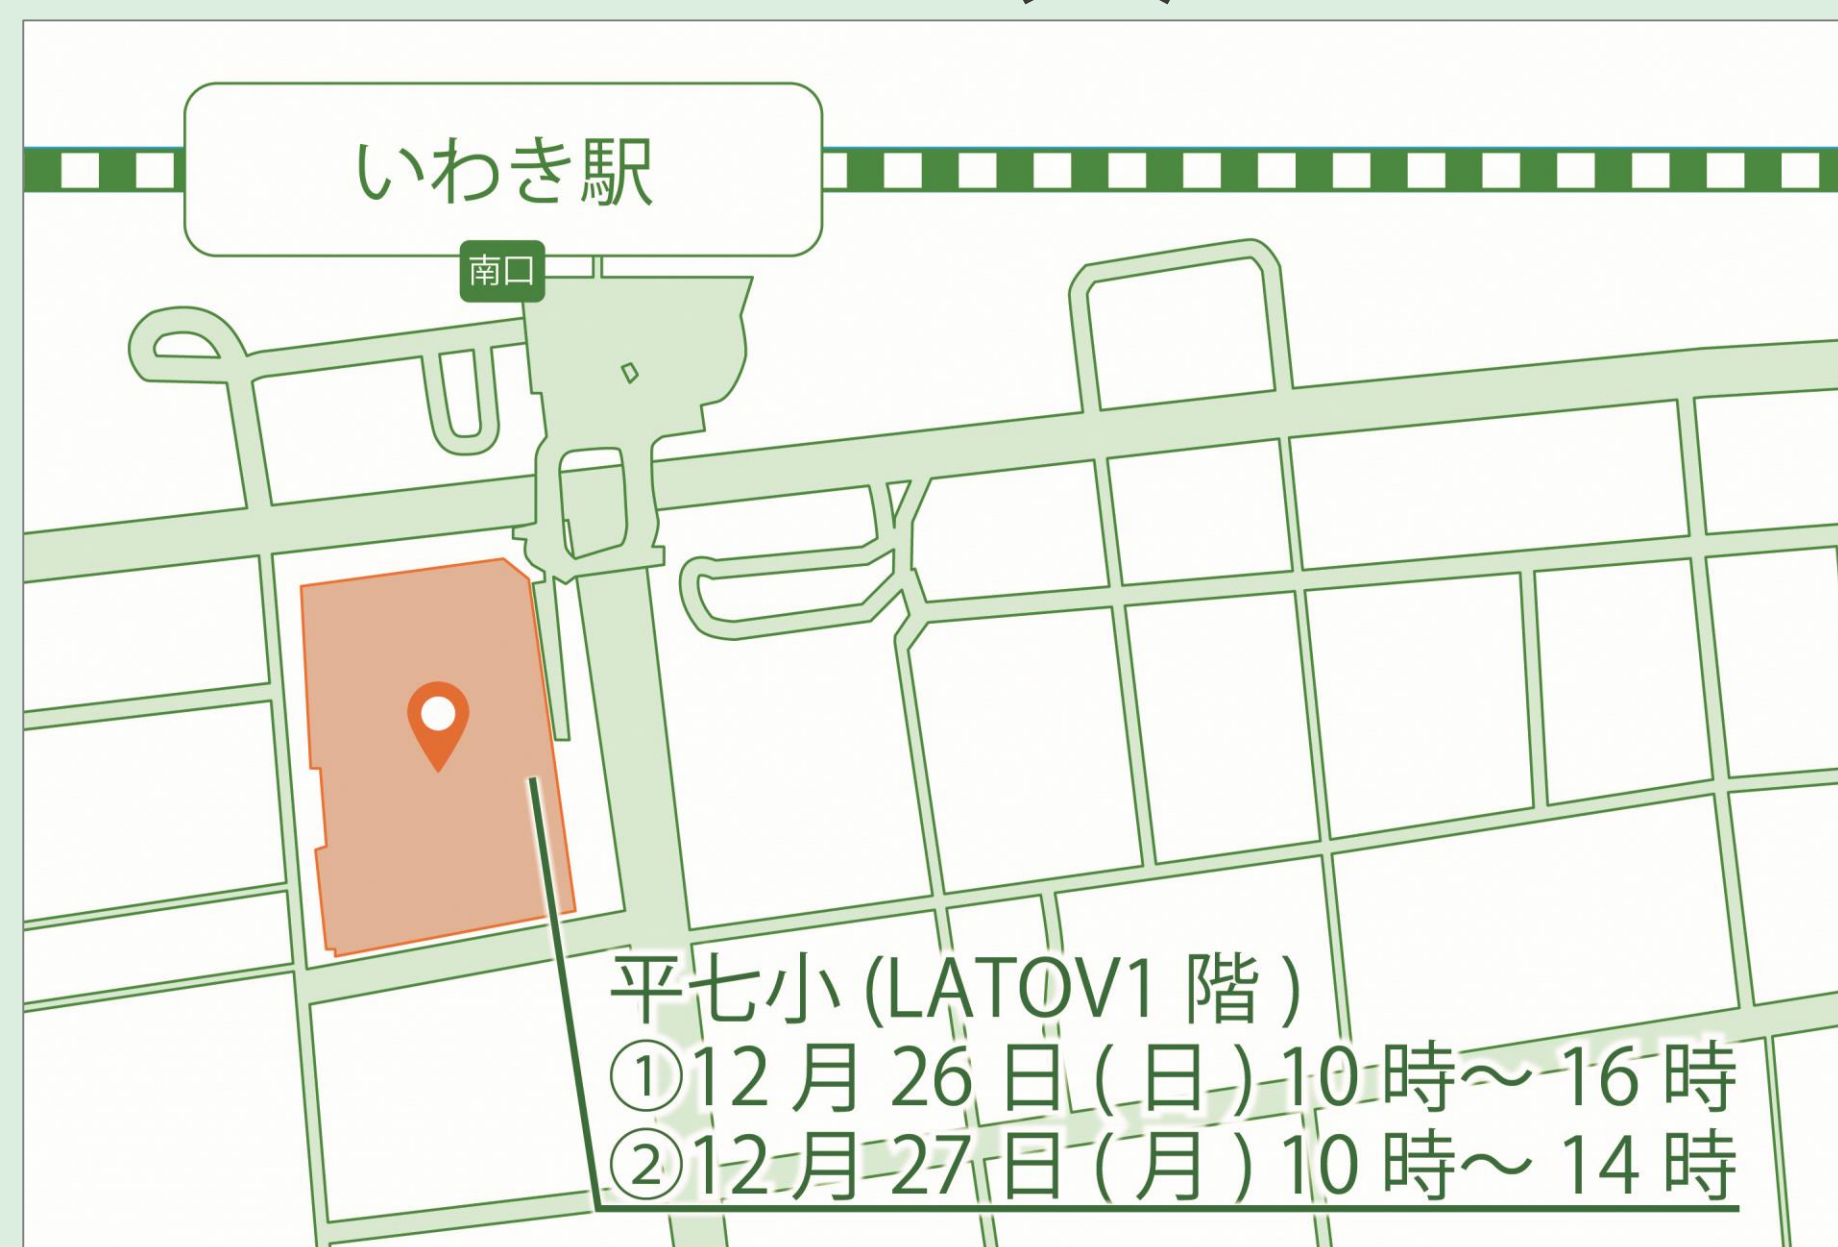 いわき駅
南口
平七小 (LATOV1 階 )
①12 月 26 日 ( 日 ) 10 時～ 16 時
②12 月 27 日 ( 月 ) 10 時～ 14 時